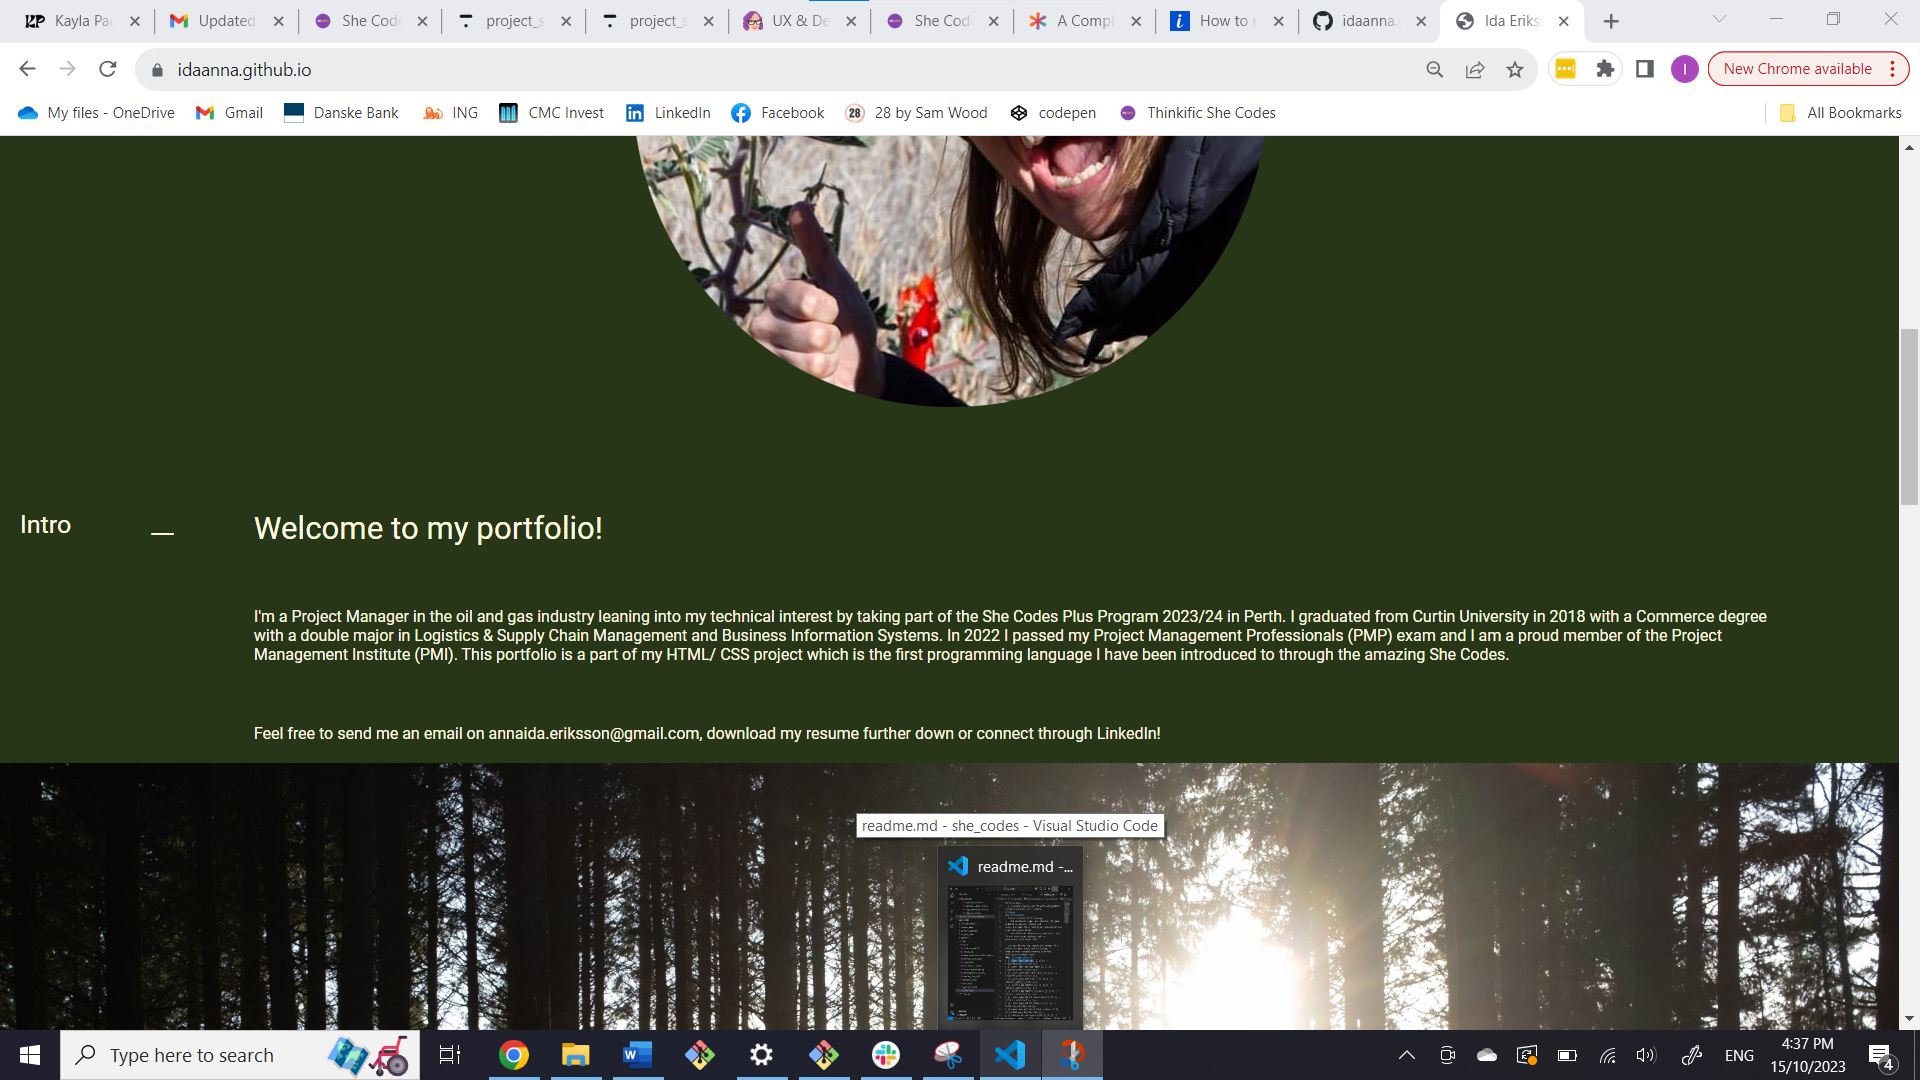 Kayla Pac
Updated
She Code
project_s
project_s
UX & De
She Codi
A Compl
How to r
idaanna.
Ida Eriks
idaanna.github.io
New Chrome available
My files - OneDrive
Gmail
Danske Bank
ING
CMC Invest
LinkedIn
Facebook
28 by Sam Wood
codepen
Thinkific She Codes
All Bookmarks
Intro
Welcome to my portfolio!
I'm a Project Manager in the oil and gas industry leaning into my technical interest by taking part of the She Codes Plus Program 2023/24 in Perth. I graduated from Curtin University in 2018 with a Commerce degree
with a double major in Logistics & Supply Chain Management and Business Information Systems. In 2022 I passed my Project Management Professionals (PMP) exam and I am a proud member of the Project
Management Institute (PMI). This portfolio is a part of my HTML/ CSS project which is the first programming language I have been introduced to through the amazing She Codes.
Feel free to send me an email on annaida.eriksson@gmail.com, download my resume further down or connect through LinkedIn!
readme.md - she_codes - Visual Studio Code
readme.md -...
Type here to search
ENG
4:37 PM
15/10/2023
4